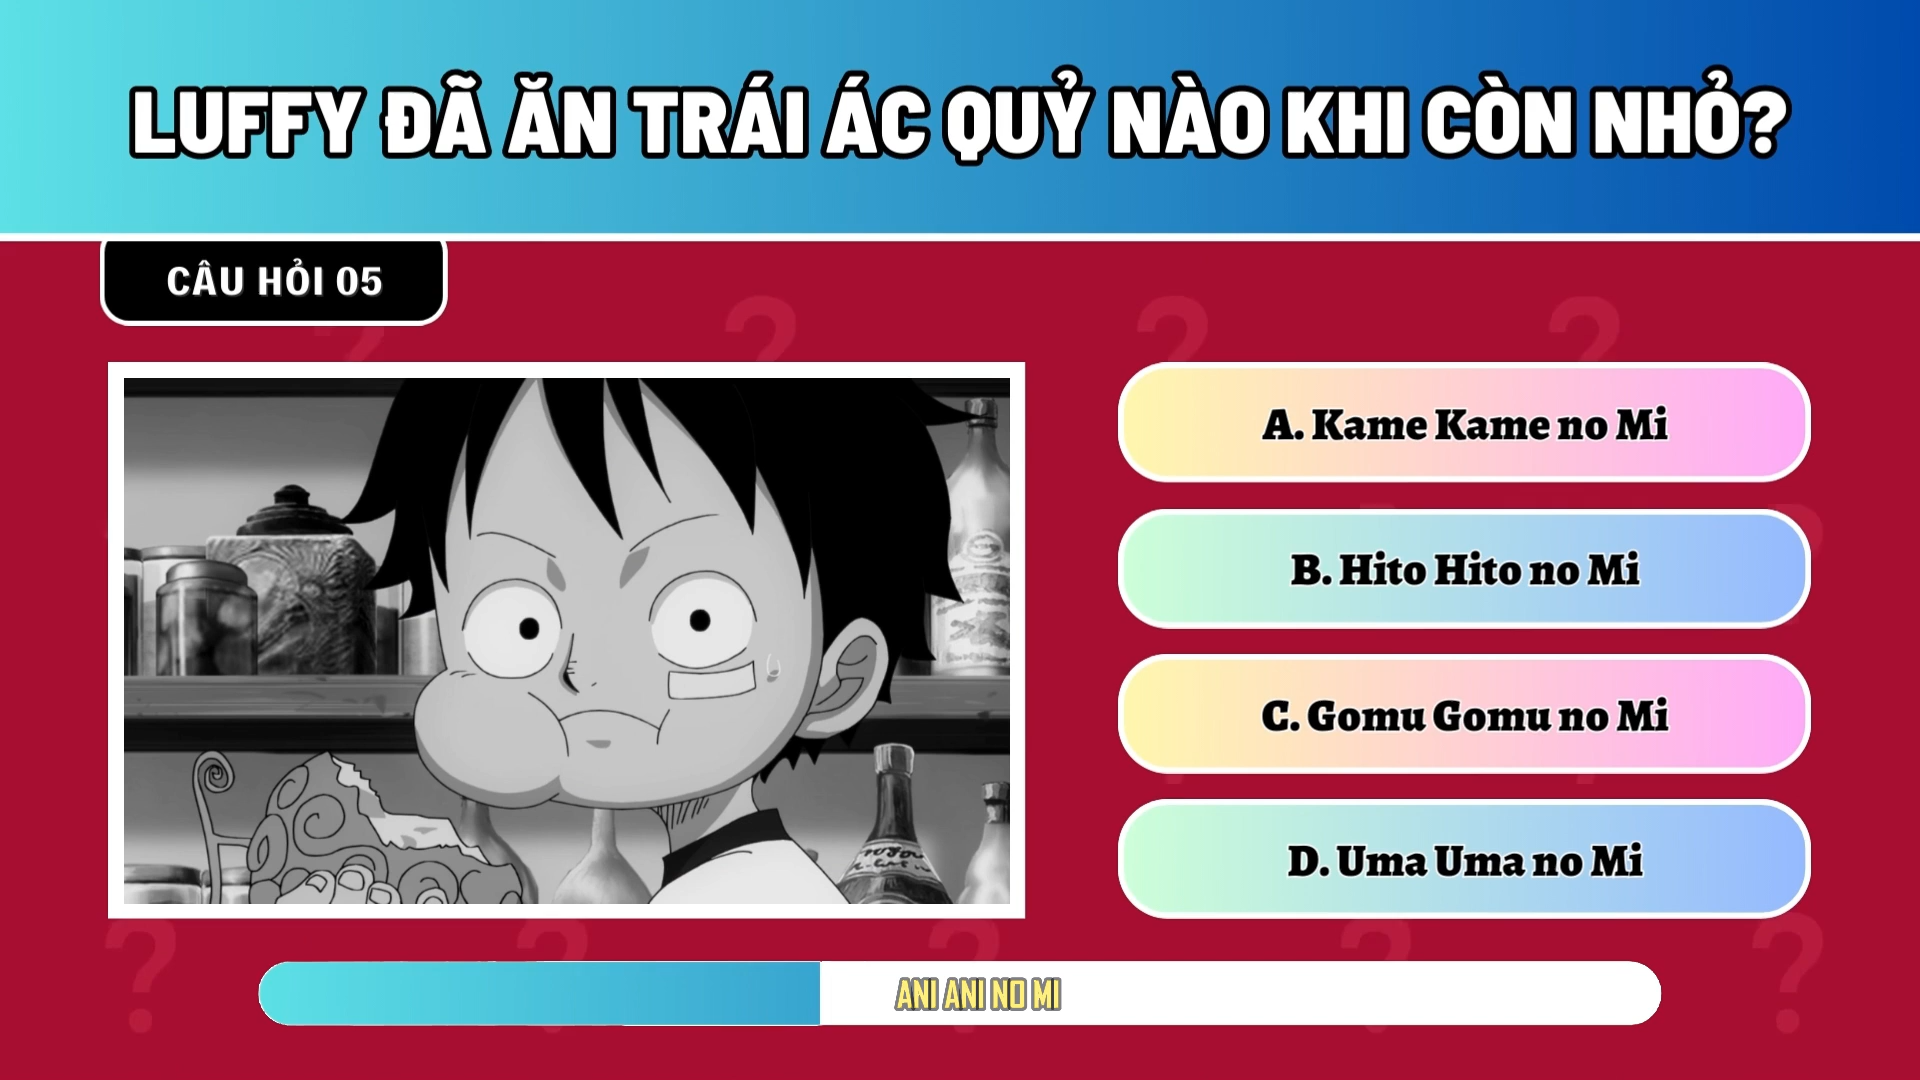 LUFFY ĐÃ ĂN TRÁI ÁC QUỶ NÀO KHI CÒN NHỎ?
CÂU HỎI 05
A. Kame Kame no Mi
B. Hito Hito no Mi
C. Gomu Gomu no Mi
D. Uma Uma no Mi
ANI ANI NO MI